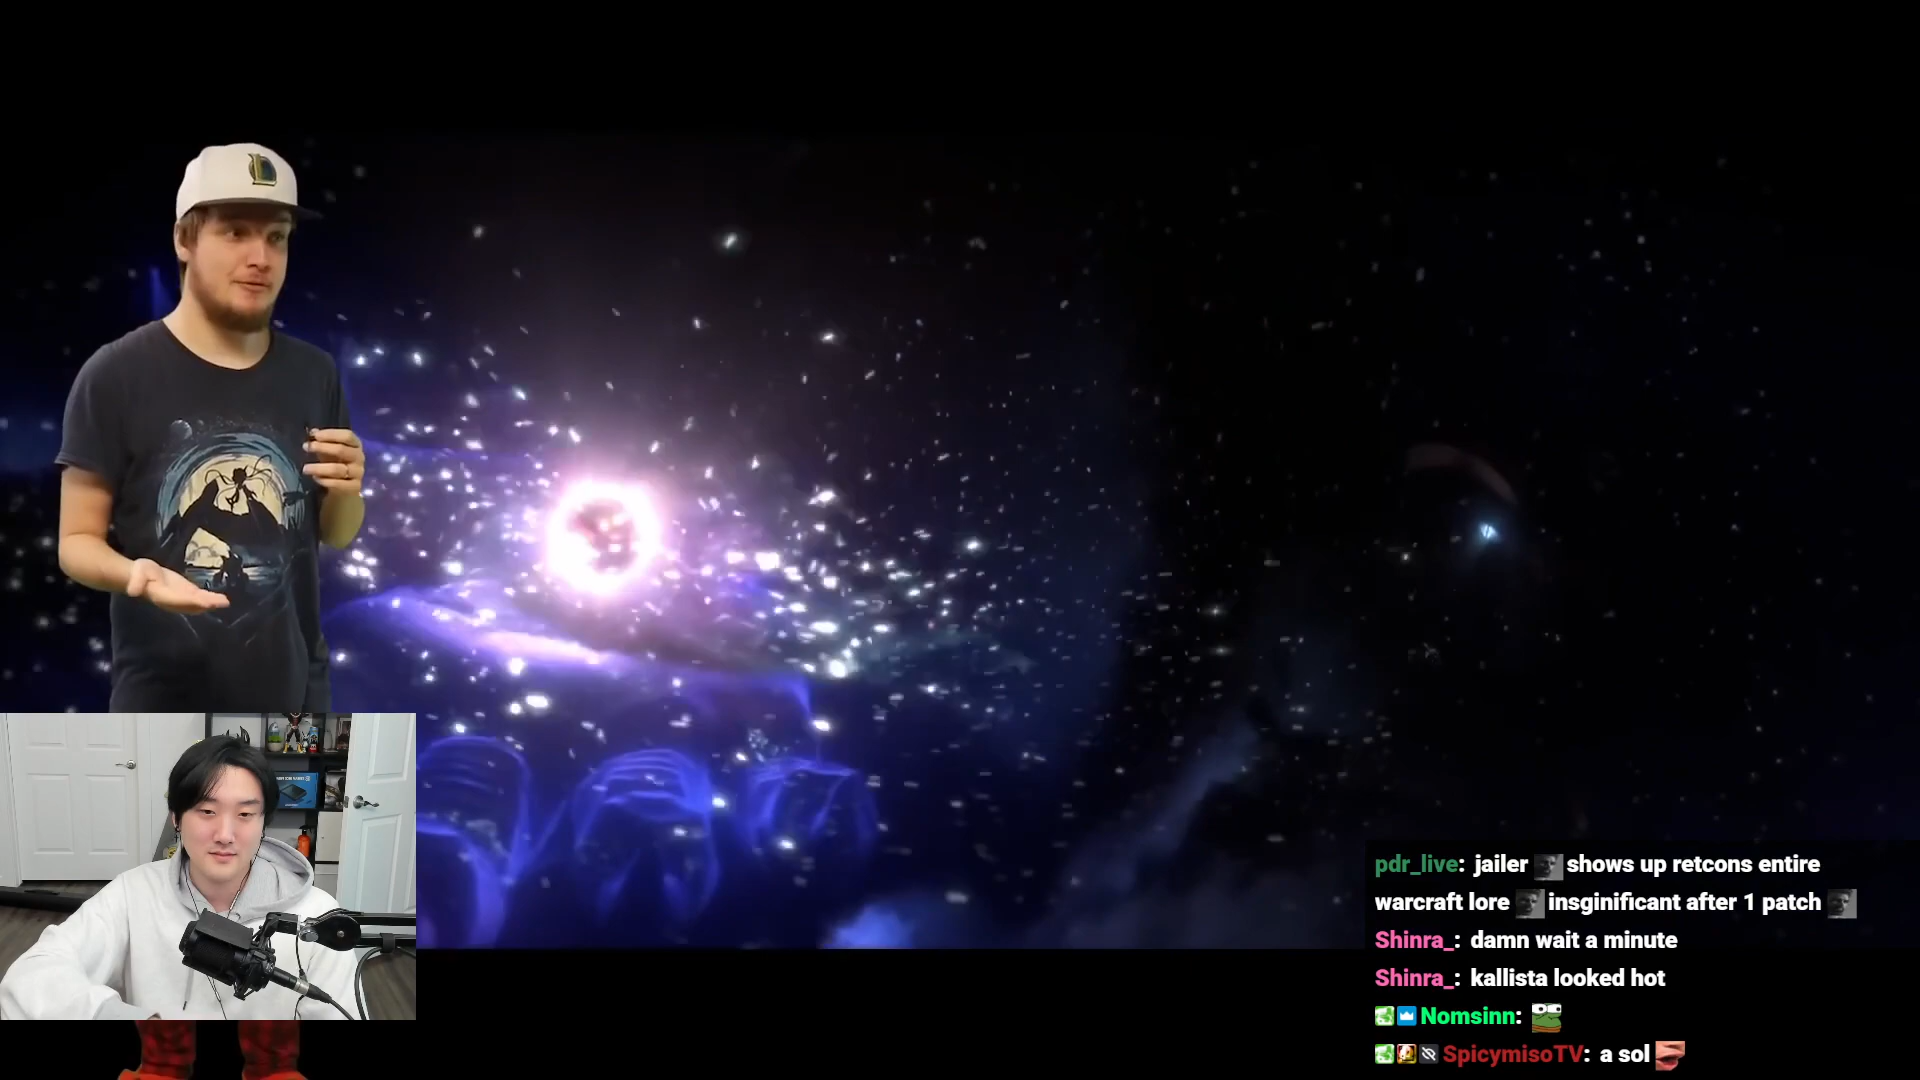 pdr_live: jailer shows up retcons entire
warcraft lore insginificant after 1 patch
Shinra_: damn wait a minute
Shinra_: kallista looked hot
Nomsinn:
SpicymisoTV: a sol